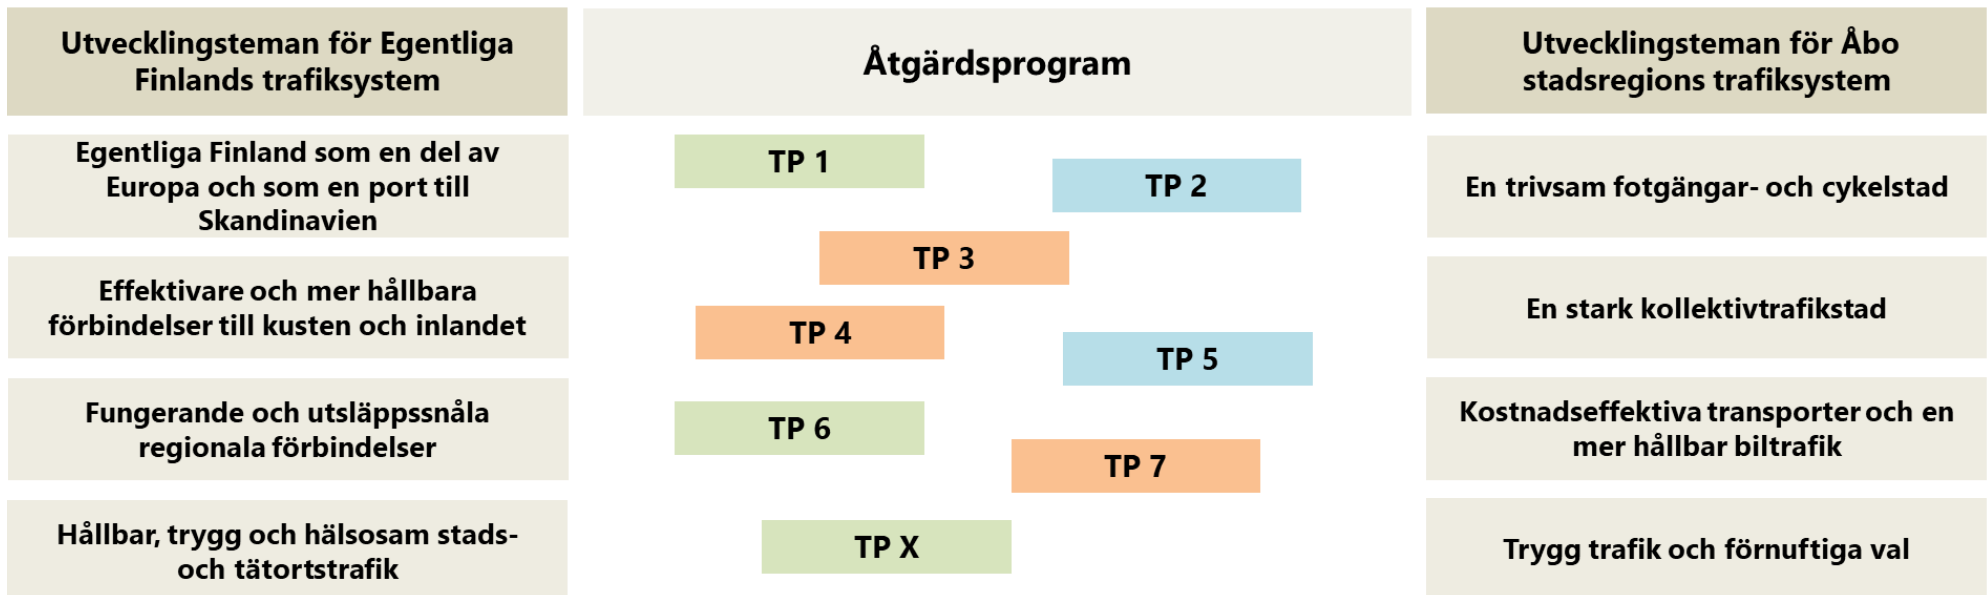 Utvecklingsteman för Egentliga
Finlands trafiksystem
Egentliga Finland som en del av
Europa och som en port till
Skandinavien
Effektivare och mer hållbara
förbindelser till kusten och inlandet
Fungerande och utsläppssnåla
regionala förbindelser
Hållbar, trygg och hälsosam stads-
och tätortstrafik
Åtgärdsprogram
TP 1
TP 2
TP 3
TP 4
TP 5
TP 6
TP 7
TP X
Utvecklingsteman för Åbo
stadsregions trafiksystem
En trivsam fotgängar- och cykelstad
En stark kollektivtrafikstad
Kostnadseffektiva transporter och en
mer hållbar biltrafik
Trygg trafik och förnuftiga val